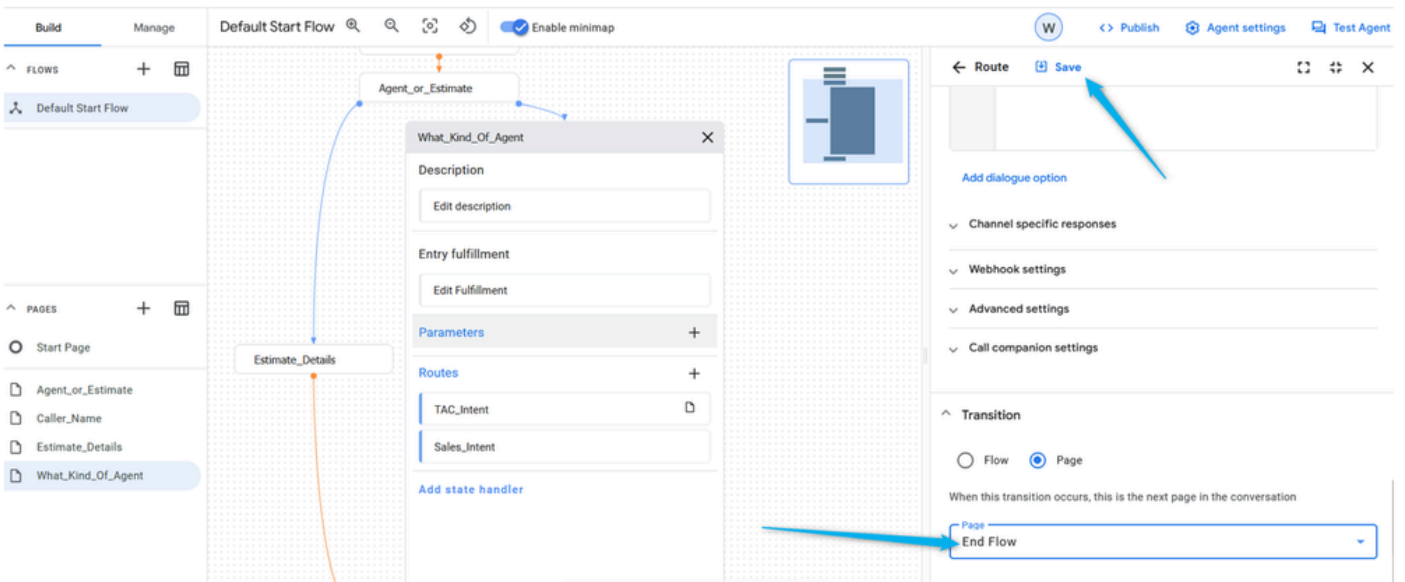 Build
Manage
Default Start Flow
Enable minimap
W
Publish
Agent settings
Test Agent
FLOWS
Default Start Flow
PAGES
Start Page
Agent_or_Estimate
Caller_Name
Estimate_Details
What_Kind_Of_Agent
Agent_or_Estimate
Estimate_Details
What_Kind_Of_Agent
Description
Edit description
Entry fulfillment
Edit Fulfillment
Parameters
Routes
TAC_Intent
Sales_Intent
Add state handler
Route
Save
Add dialogue option
Channel specific responses
Webhook settings
Advanced settings
Call companion settings
Transition
Flow
Page
When this transition occurs, this is the next page in the conversation
Page
End Flow